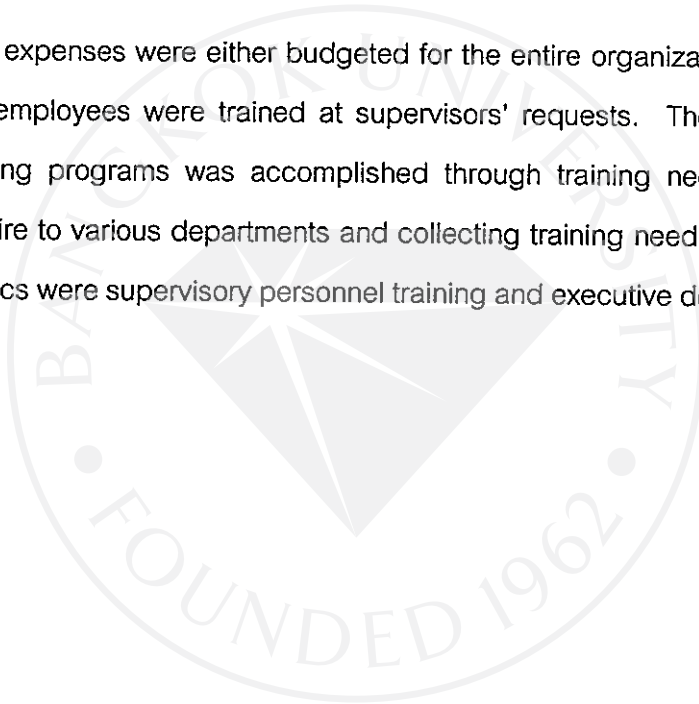 expenses were either budgeted for the entire organiza
employees were trained at supervisors' requests. Th
ng programs was accomplished through training ne
ire to various departments and collecting training need
cs were supervisory personnel training and executive d
BANGKOK UNIVERSITY
FOUNDED 1962